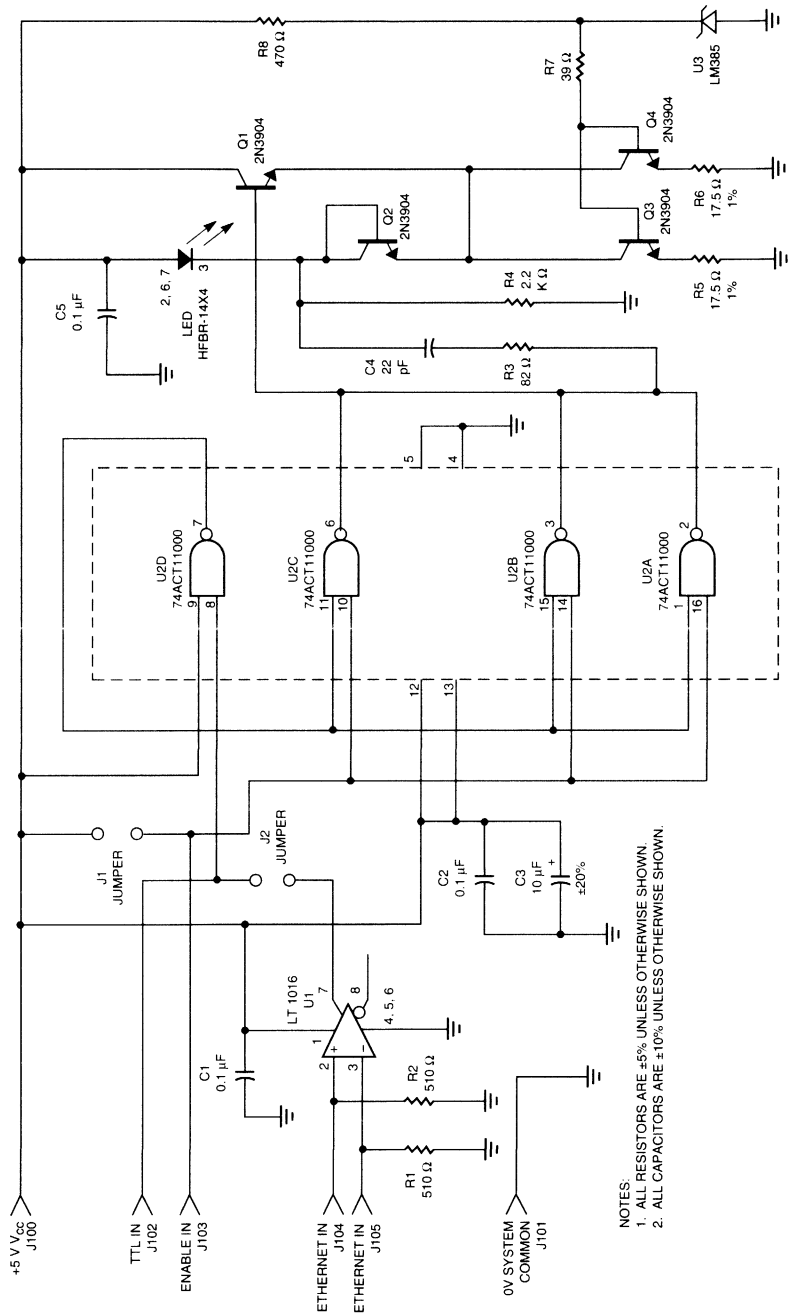 +5 V VCC
J100
TTL IN
J102
ENABLE IN
J103
ETHERNET IN
J104
ETHERNET IN
J105
0V SYSTEM
COMMON
J101
J1
JUMPER
J2
JUMPER
C1
0.1 µF
LT 1016
U1
1
2
3
+
–
7
8
4, 5, 6
R2
510 Ω
R1
510 Ω
C2
0.1 µF
C3
10 µF
+
±20%
12
13
U2D
74ACT11000
9
8
7
U2C
74ACT11000
11
10
6
U2B
74ACT11000
15
14
3
U2A
74ACT11000
1
16
2
5
4
C5
0.1 µF
2, 6, 7
3
LED
HFBR-14X4
C4
22
pF
R3
82 Ω
R4
2.2
K Ω
Q1
2N3904
Q2
2N3904
Q3
2N3904
Q4
2N3904
R5
17.5 Ω
1%
R6
17.5 Ω
1%
R8
470 Ω
R7
39 Ω
U3
LM385
NOTES:
1. ALL RESISTORS ARE ±5% UNLESS OTHERWISE SHOWN.
2. ALL CAPACITORS ARE ±10% UNLESS OTHERWISE SHOWN.